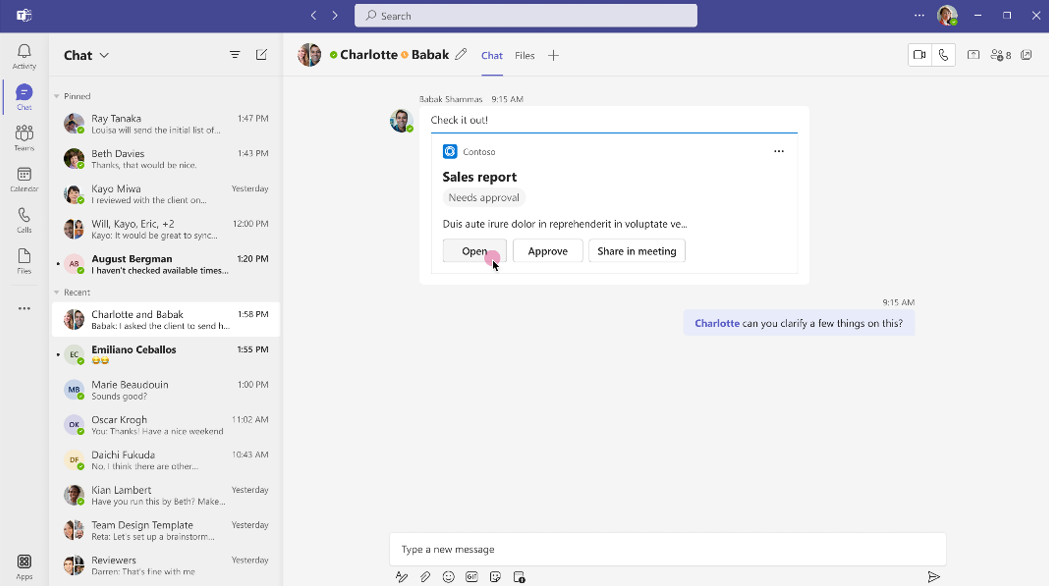 Search
Activity
Chat
Teams
Calendar
Calls
Files
Apps
Chat
Pinned
Ray Tanaka 1:47 PM
Louisa will send the initial list of...
Beth Davies 1:43 PM
Thanks, that would be nice.
Kayo Miwa Yesterday
I reviewed with the client on...
Will, Kayo, Eric, +2 12:00 PM
Kayo: It would be great to sync...
AB August Bergman 1:20 PM
I haven't checked available times...
Recent
Charlotte and Babak 1:58 PM
Babak: I asked the client to send h...
EC Emiliano Ceballos 1:55 PM
MB Marie Beaudouin 1:00 PM
Sounds good?
OK Oscar Krogh 11:02 AM
You: Thanks! Have a nice weekend
DF Daichi Fukuda 10:43 AM
No, I think there are other...
Kian Lambert Yesterday
Have you run this by Beth? Make...
Team Design Template Yesterday
Reta: Let's set up a brainstorm...
Reviewers Yesterday
Darren: That's fine with me
Charlotte Babak Chat Files 8
Babak Shammas 9:15 AM
Check it out!
Contoso
Sales report
Needs approval
Duis aute irure dolor in reprehenderit in voluptate ve...
Open Approve Share in meeting
9:15 AM
Charlotte can you clarify a few things on this?
Type a new message
GIF